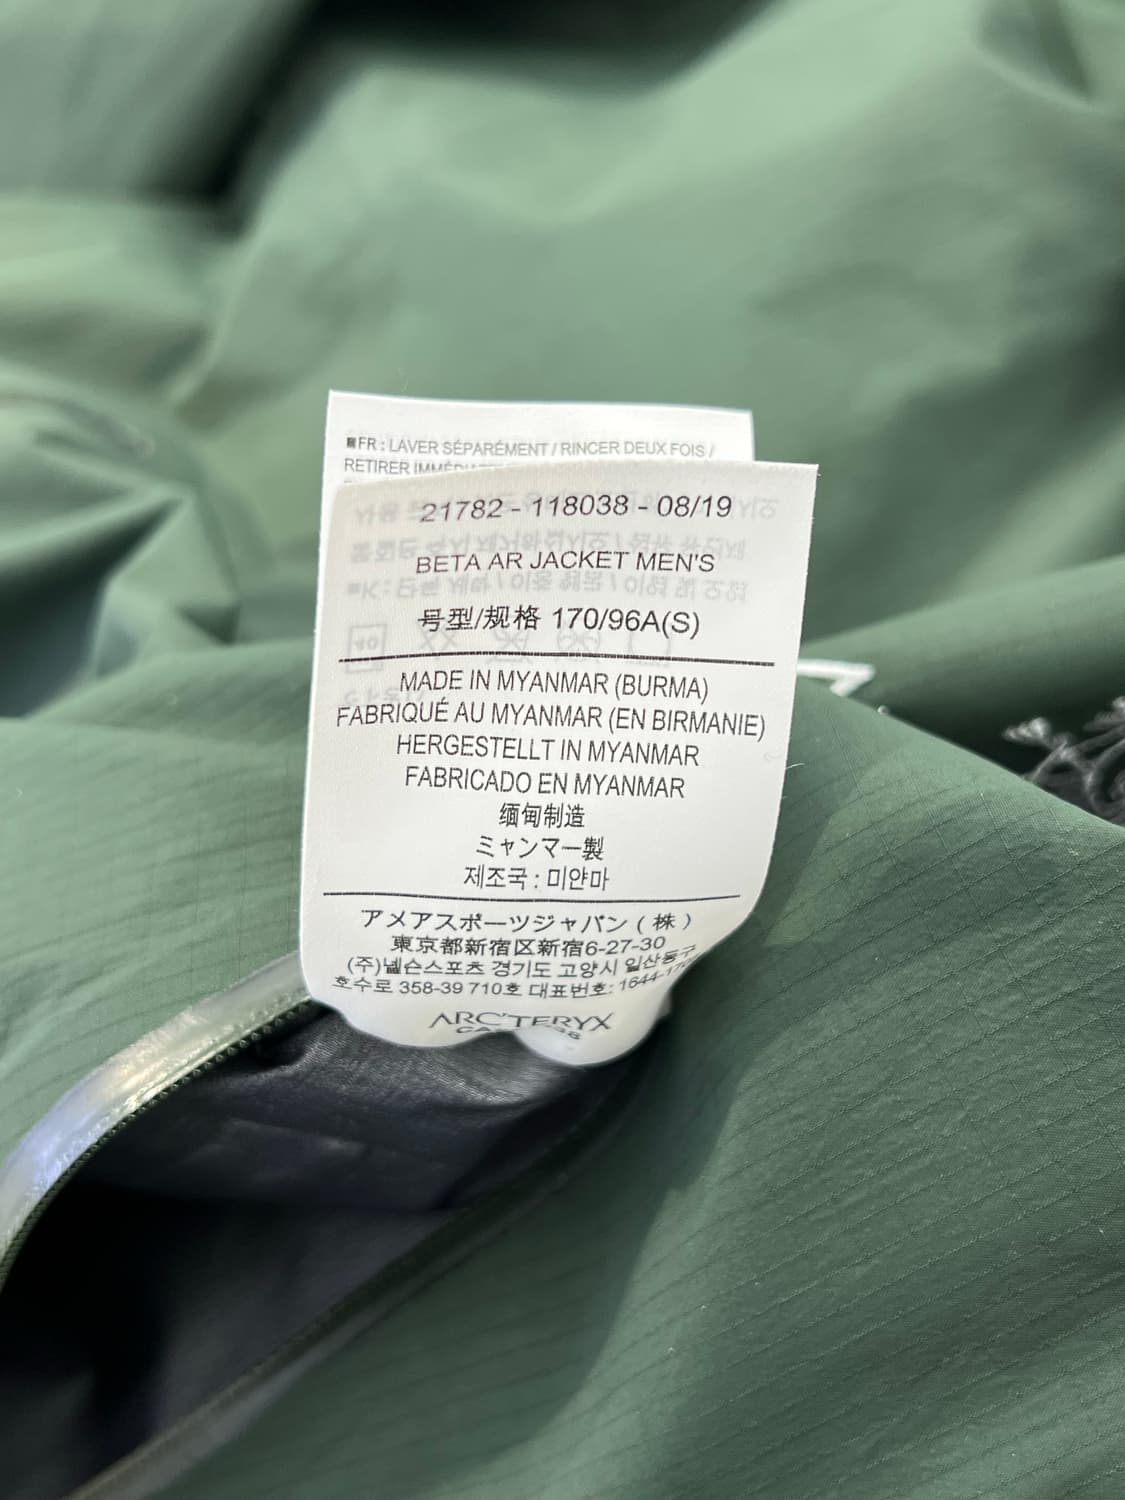 ■FR : LAVER SÉPARÉMENT / RINCER DEUX FOIS /
RETIRER
21782 - 118038 - 08/19
BETA AR JACKET MEN'S
号型/规格 170/96A(S)
MADE IN MYANMAR (BURMA)
FABRIQUÉ AU MYANMAR (EN BIRMANIE)
HERGESTELLT IN MYANMAR
FABRICADO EN MYANMAR
缅甸制造
ミャンマー製
제조국 : 미얀마
アメアスポーツジャパン ( 株 )
東京都新宿区新宿6-27-30
(주)넬슨스포츠 경기도 고양시 일산동구
호수로 358-39 710호 대표번호:
ARC'TERYX